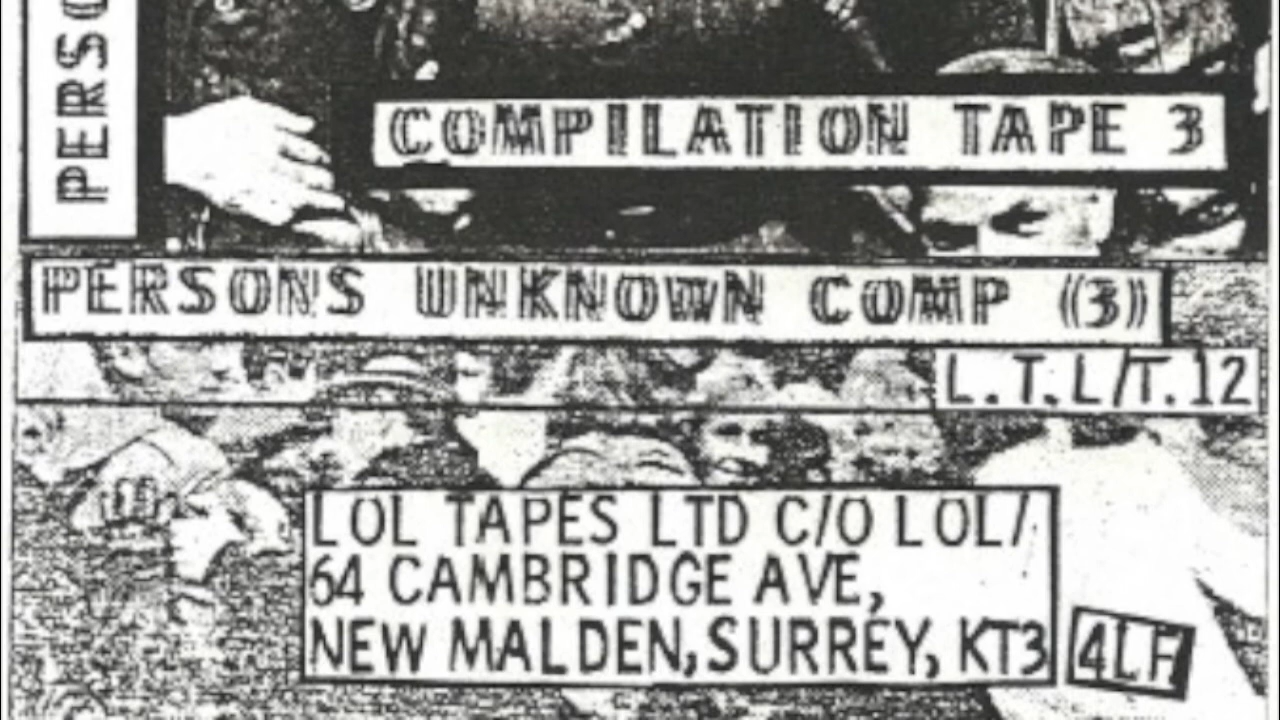 PERSO
COMPILATION TAPE 3
PERSONS UNKNOWN COMP ((3))
L.T.L/T.12
LOL TAPES LTD C/O LOL/
64 CAMBRIDGE AVE,
NEW MALDEN, SURREY, KT3
4LF